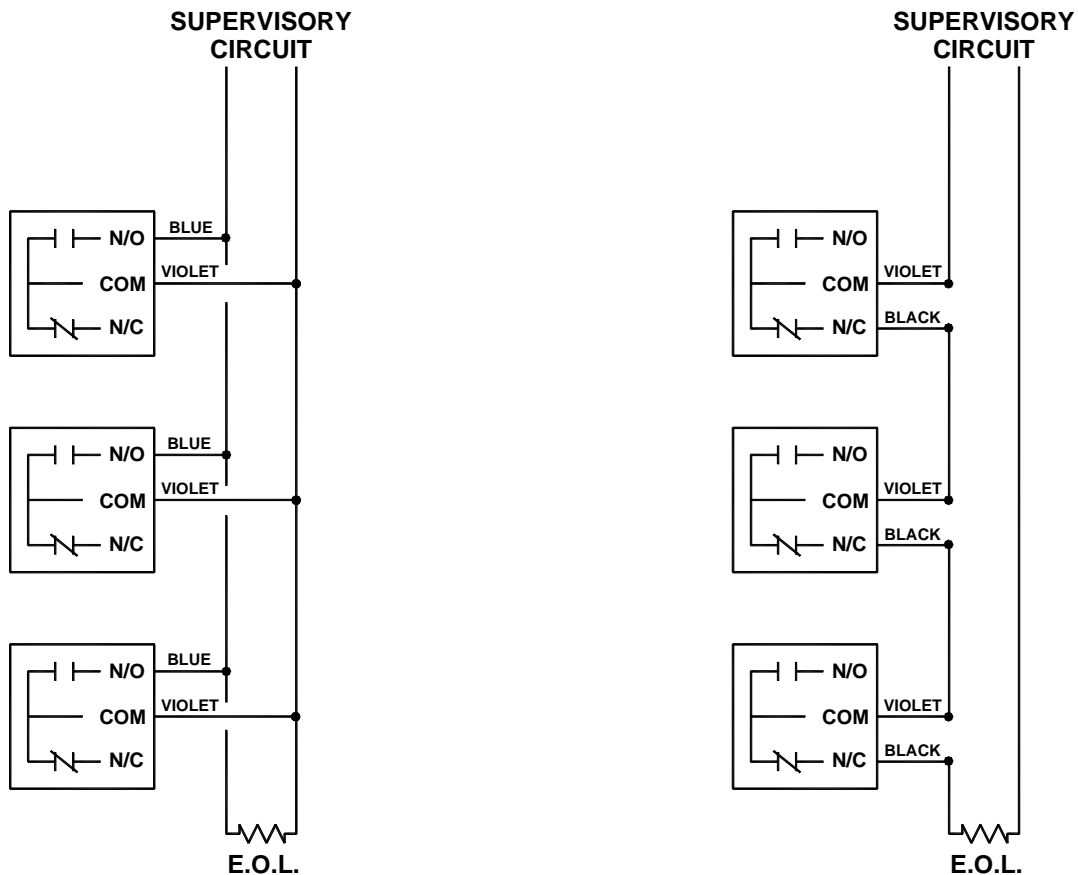 SUPERVISORY
CIRCUIT
BLUE
N/O
VIOLET
COM
N/C
BLUE
N/O
VIOLET
COM
N/C
BLUE
N/O
VIOLET
COM
N/C
E.O.L.
SUPERVISORY
CIRCUIT
N/O
VIOLET
COM
BLACK
N/C
N/O
VIOLET
COM
BLACK
N/C
N/O
VIOLET
COM
BLACK
N/C
E.O.L.